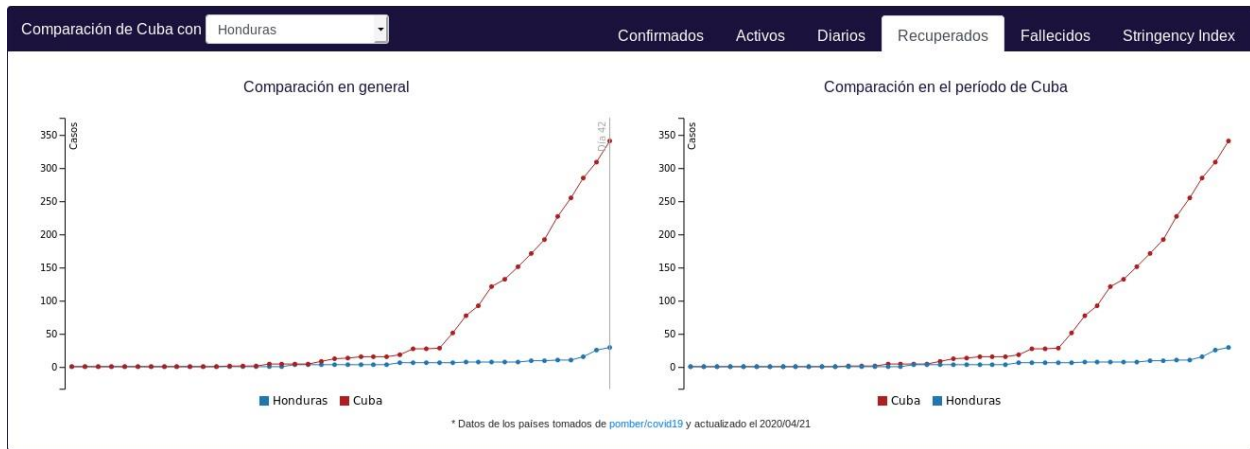 Comparación de Cuba con Honduras
Confirmados Activos Diarios Recuperados Fallecidos Stringency Index
Comparación en general
Casos
350
300
250
200
150
100
50
0
Día 42
Honduras Cuba
Comparación en el período de Cuba
Casos
350
300
250
200
150
100
50
0
Cuba Honduras
* Datos de los países tomados de pomber/covid19 y actualizado el 2020/04/21